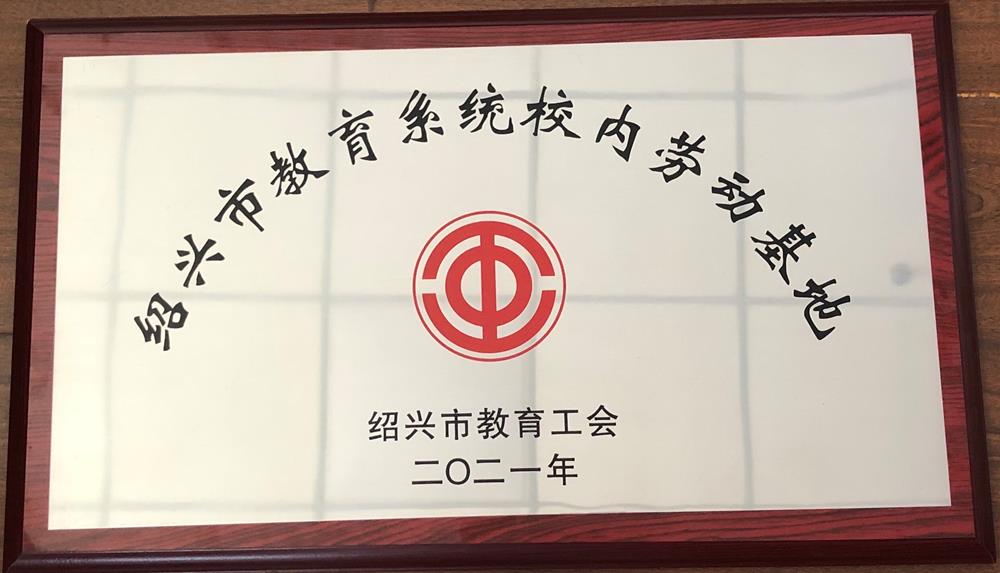 绍兴市教育系统校内劳动基地
绍兴市教育工会
二〇二一年